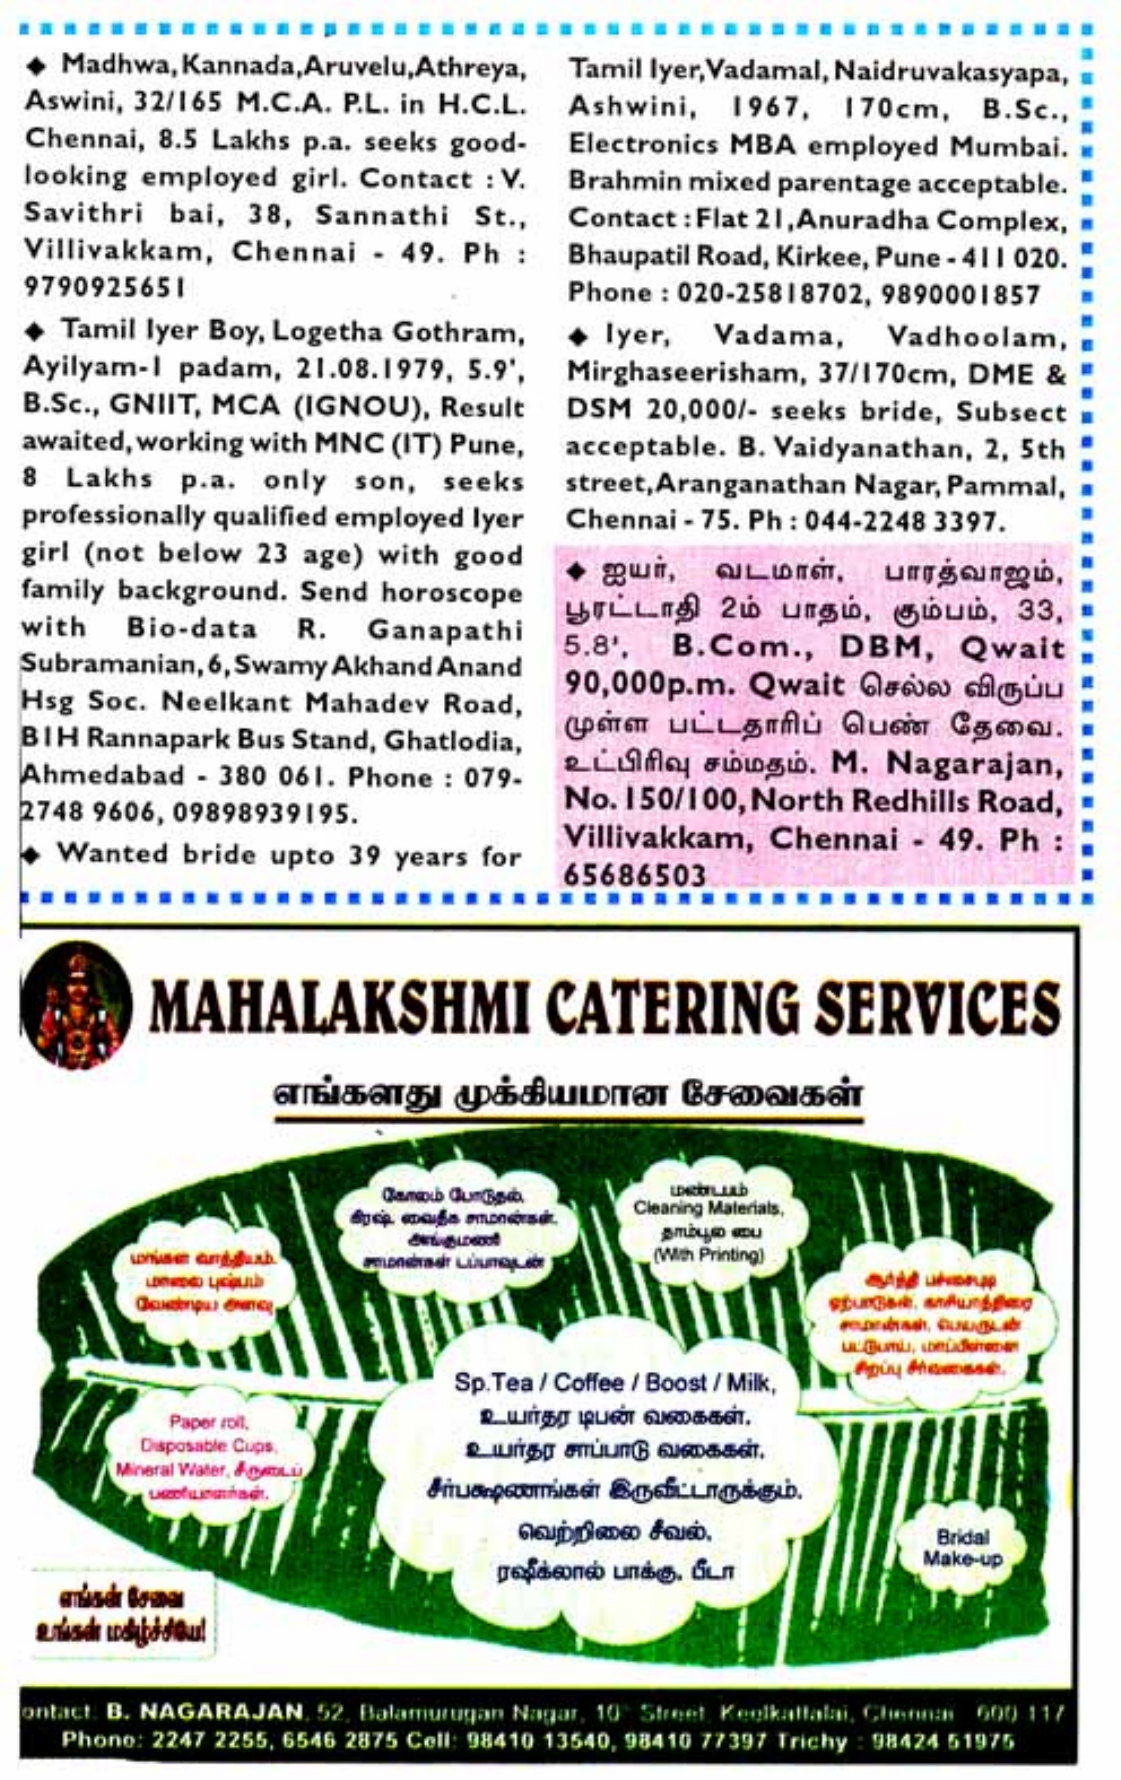 ◆ Madhwa, Kannada, Aruvelu, Athreya,
Aswini, 32/165 M.C.A. P.L. in H.C.L.
Chennai, 8.5 Lakhs p.a. seeks good-
looking employed girl. Contact : V.
Savithri bai, 38, Sannathi St.,
Villivakkam, Chennai - 49. Ph :
9790925651
◆ Tamil Iyer Boy, Logetha Gothram,
Ayilyam-I padam, 21.08.1979, 5.9',
B.Sc., GNIIT, MCA (IGNOU), Result
awaited, working with MNC (IT) Pune,
8 Lakhs p.a. only son, seeks
professionally qualified employed Iyer
girl (not below 23 age) with good
family background. Send horoscope
with Bio-data R. Ganapathi
Subramanian, 6, Swamy Akhand Anand
Hsg Soc. Neelkant Mahadev Road,
B1H Rannapark Bus Stand, Ghatlodia,
Ahmedabad - 380 061. Phone : 079-
2748 9606, 09898939195.
◆ Wanted bride upto 39 years for
Tamil Iyer, Vadamal, Naidruvakasyapa,
Ashwini, 1967, 170cm, B.Sc.,
Electronics MBA employed Mumbai.
Brahmin mixed parentage acceptable.
Contact : Flat 21, Anuradha Complex,
Bhaupatil Road, Kirkee, Pune - 411 020.
Phone : 020-25818702, 9890001857
◆ Iyer, Vadama, Vadhoolam,
Mirghaseerisham, 37/170cm, DME &
DSM 20,000/- seeks bride, Subsect
acceptable. B. Vaidyanathan, 2, 5th
street, Aranganathan Nagar, Pammal,
Chennai - 75. Ph : 044-2248 3397.
◆ ஐயர், வடமாள், பாரத்வாஜம்,
பூரட்டாதி 2ம் பாதம், கும்பம், 33,
5.8', B.Com., DBM, Qwait
90,000p.m. Qwait செல்ல விருப்ப
முள்ள பட்டதாரிப் பெண் தேவை.
உட்பிரிவு சம்மதம். M. Nagarajan,
No. 150/100, North Redhills Road,
Villivakkam, Chennai - 49. Ph :
65686503
MAHALAKSHMI CATERING SERVICES
எங்களது முக்கியமான சேவைகள்
கோலம் போடுதல்,
கிரஷ், வைதீக சாமான்கள்,
அங்குமணி
சாமான்கள் டப்பாவுடன்
மண்டபம்
Cleaning Materials,
தாம்பூல பை
(With Printing)
மங்கள வாத்தியம்,
மாலை புஷ்பம்
வேண்டிய அளவு
ஆர்த்தி பச்சைபுடி
ஏற்பாடுகள், காசியாத்திரை
சாமான்கள், பெயருடன்
பட்டுபாய், மாப்பிள்ளை
சிறப்பு சீர்வகைகள்.
Sp.Tea / Coffee / Boost / Milk,
உயர்தர டிபன் வகைகள்,
உயர்தர சாப்பாடு வகைகள்,
சீர்பக்ஷணங்கள் இருவீட்டாருக்கும்,
வெற்றிலை சீவல்,
ரஷீக்லால் பாக்கு, பீடா
Paper roll,
Disposable Cups,
Mineral Water, சீருடைப்
பணியாளர்கள்.
Bridal
Make-up
எங்கள் சேவை
உங்கள் மகிழ்ச்சியே!
ontact: B. NAGARAJAN, 52, Balamurugan Nagar, 10th Street, Keelkattalai, Chennai 600 117
Phone: 2247 2255, 6546 2875 Cell: 98410 13540, 98410 77397 Trichy : 98424 51975